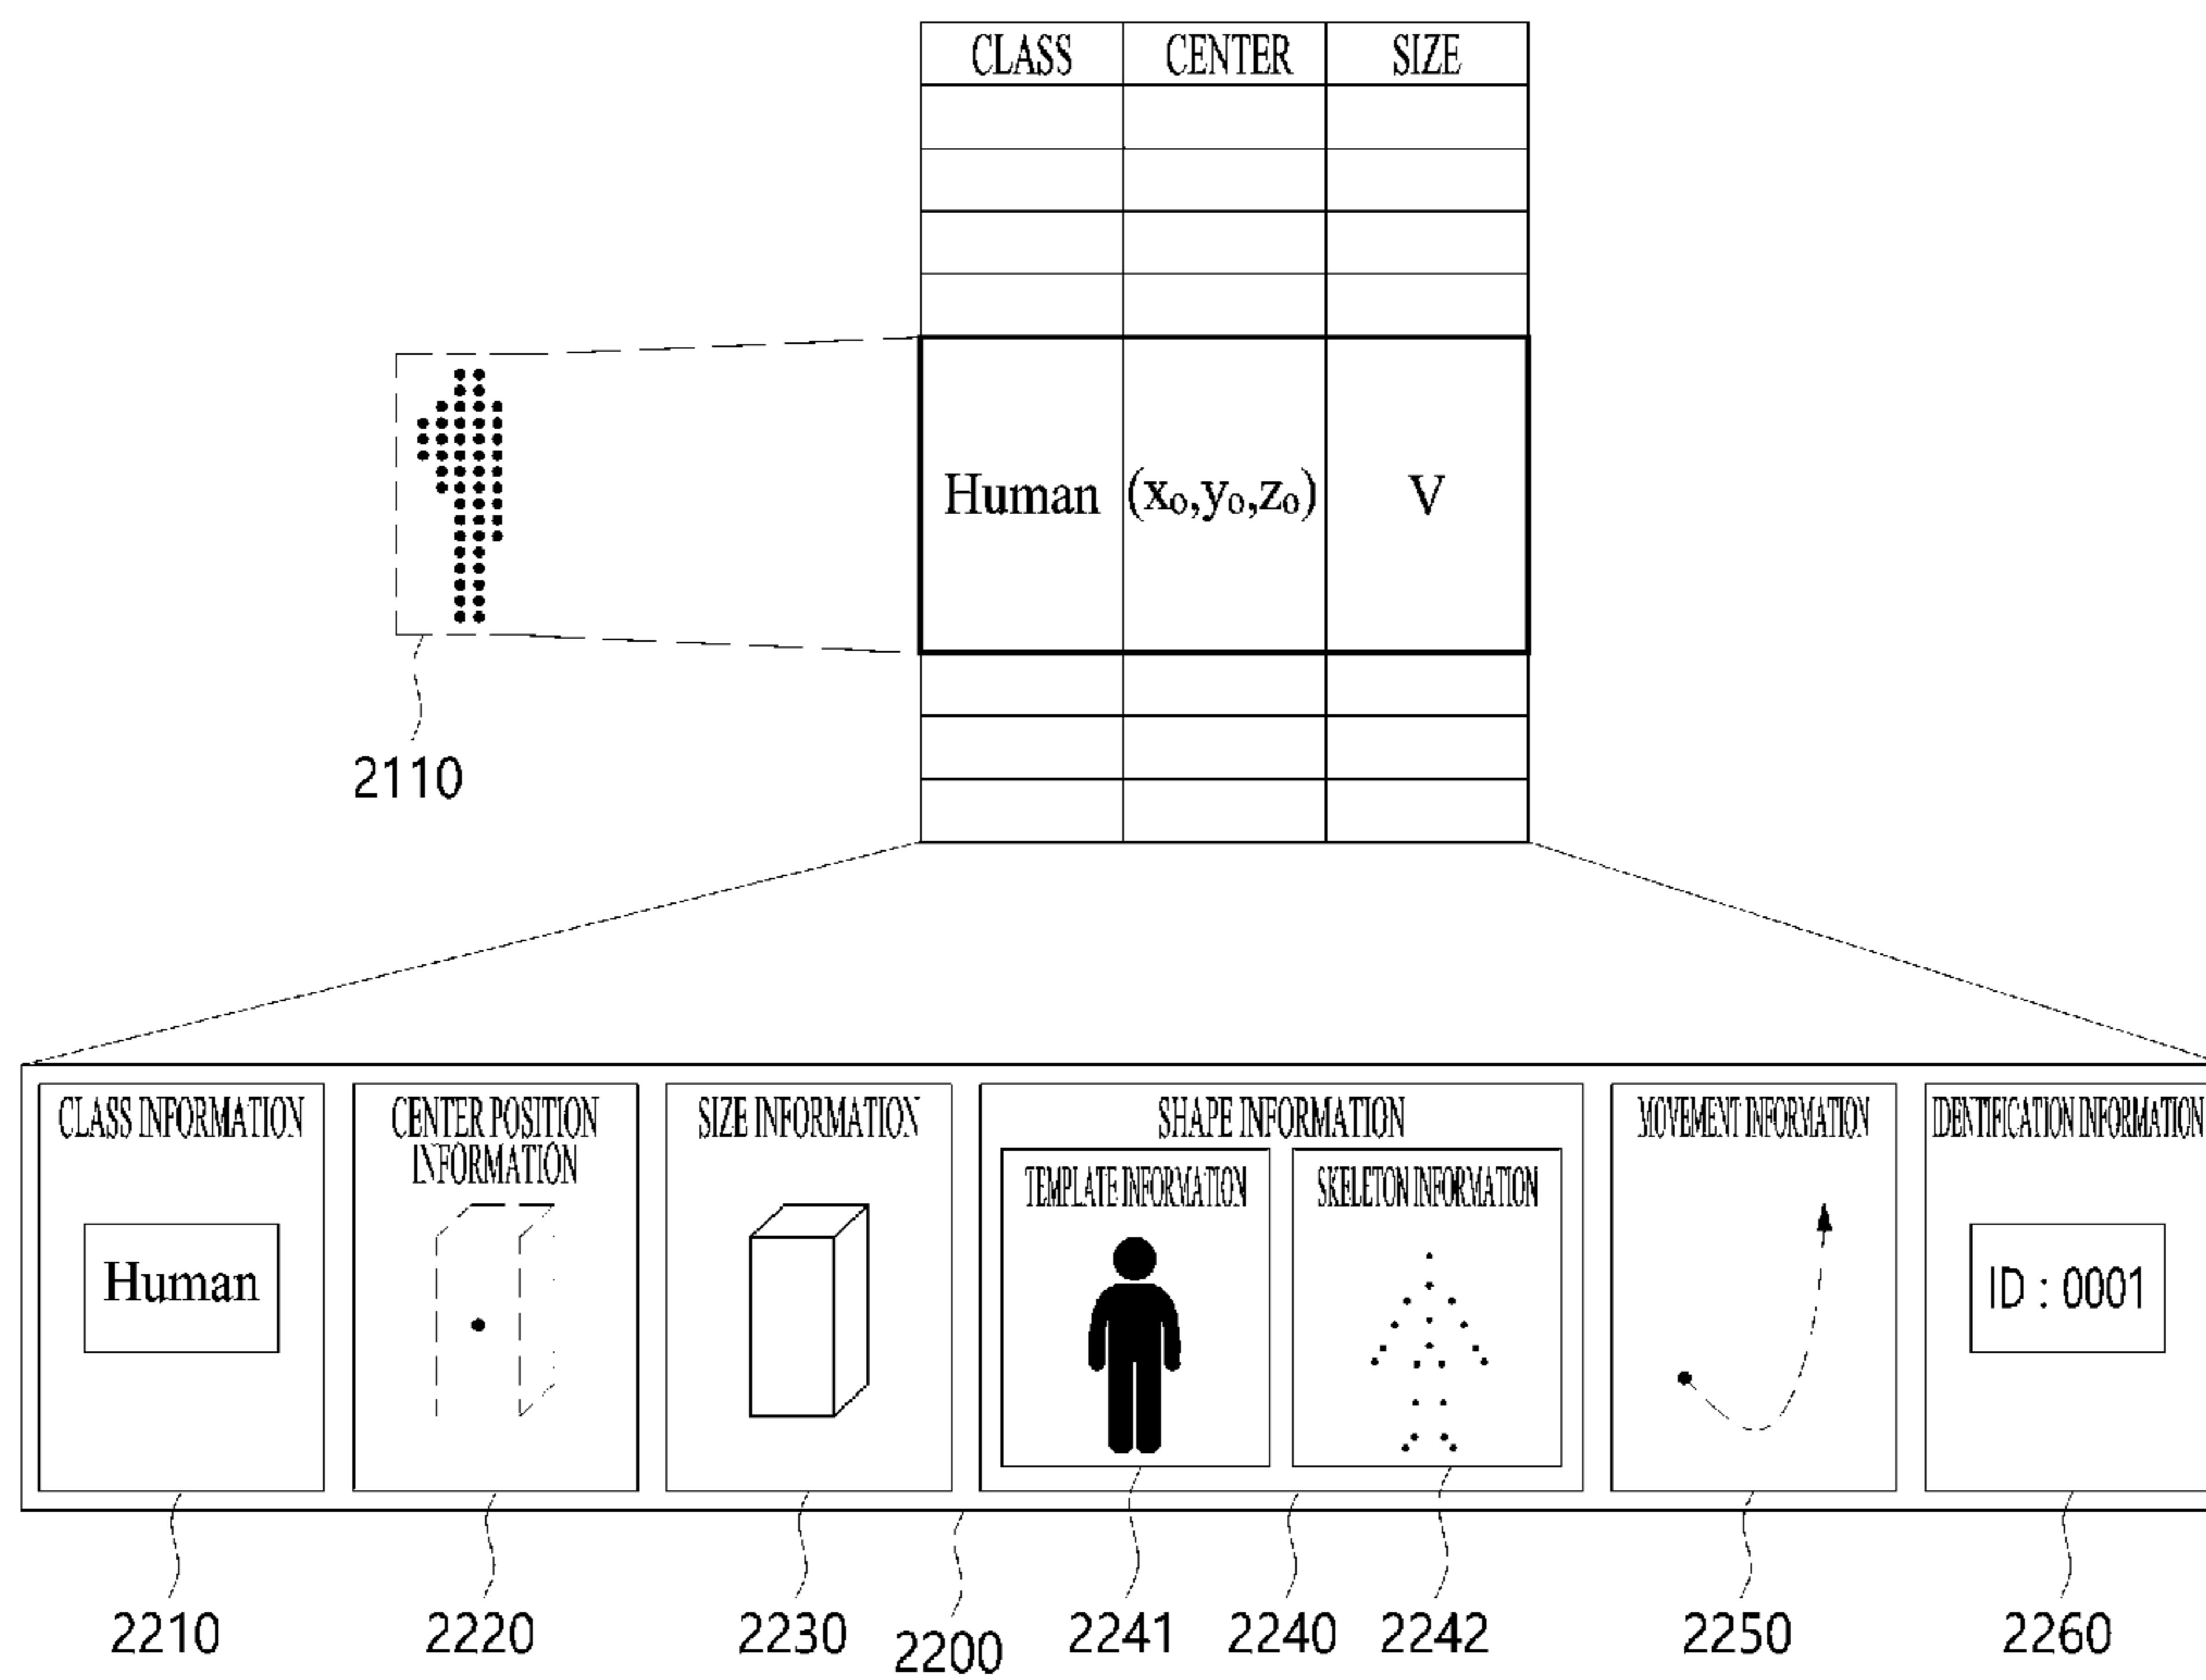 CLASS CENTER SIZE
Human (x₀,y₀,z₀) V
2110
CLASS INFORMATION
Human
CENTER POSITION
INFORMATION
SIZE INFORMATION
SHAPE INFORMATION
TEMPLATE INFORMATION
SKELETON INFORMATION
MOVEMENT INFORMATION
IDENTIFICATION INFORMATION
ID : 0001
2210 2220 2230 2200 2241 2240 2242 2250 2260